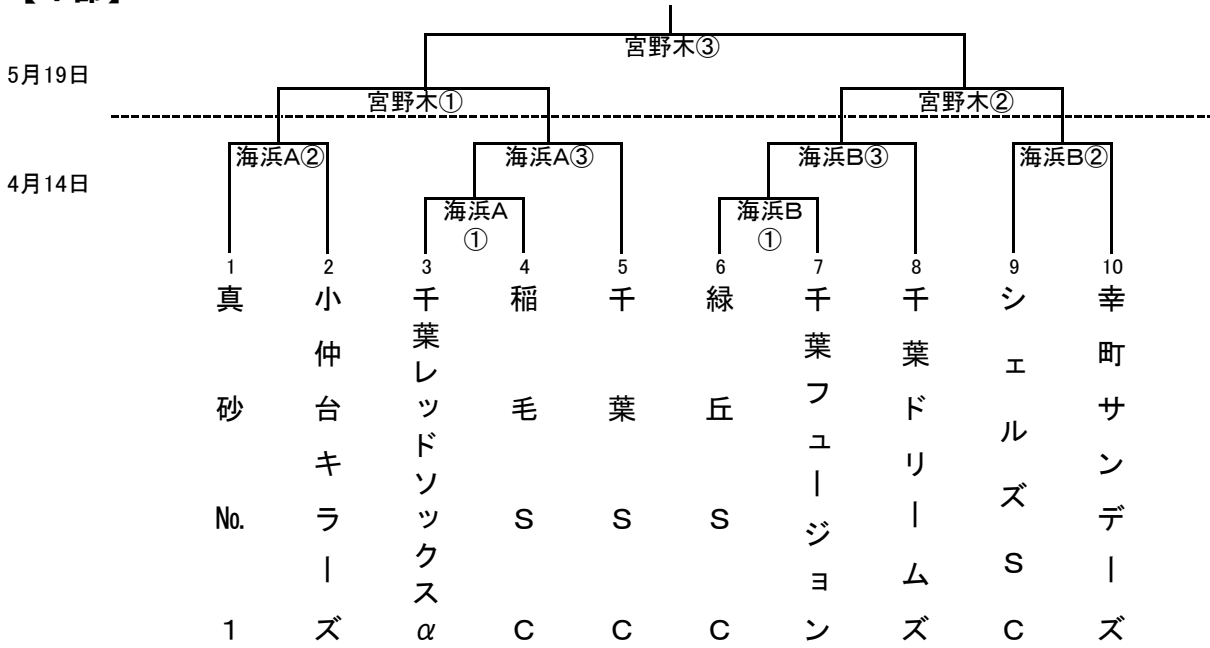 宮野木③
5月19日
宮野木①
宮野木②
海浜A②
海浜A③
海浜B③
海浜B②
4月14日
海浜A
①
海浜B
①
1
2
3
4
5
6
7
8
9
10
真砂№1
小仲台キラーズ
千葉レッドソックスα
稲毛SC
千葉SC
緑丘SC
千葉フュージョン
千葉ドリームズ
シェルズSC
幸町サンデーズ